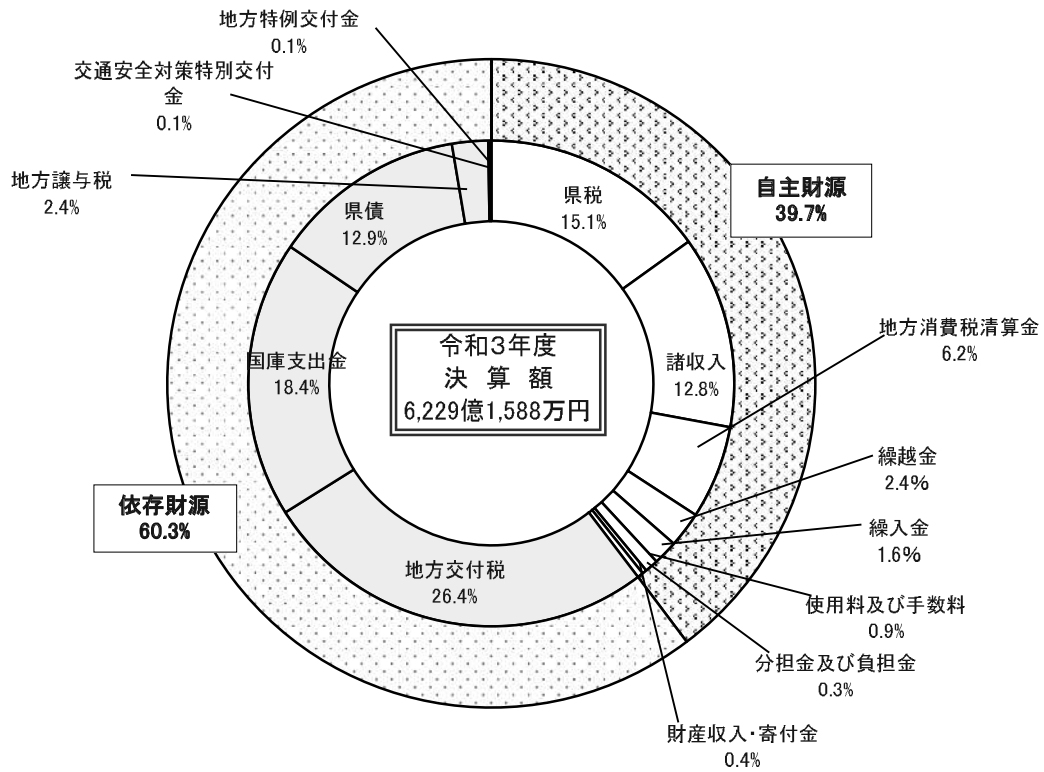 地方特例交付金
0.1%
交通安全対策特別交付
金
0.1%
地方譲与税
2.4%
県債
12.9%
県税
15.1%
自主財源
39.7%
地方消費税清算金
6.2%
国庫支出金
18.4%
令和3年度
決 算 額
6,229億1,588万円
諸収入
12.8%
繰越金
2.4%
依存財源
60.3%
繰入金
1.6%
地方交付税
26.4%
使用料及び手数料
0.9%
分担金及び負担金
0.3%
財産収入・寄付金
0.4%